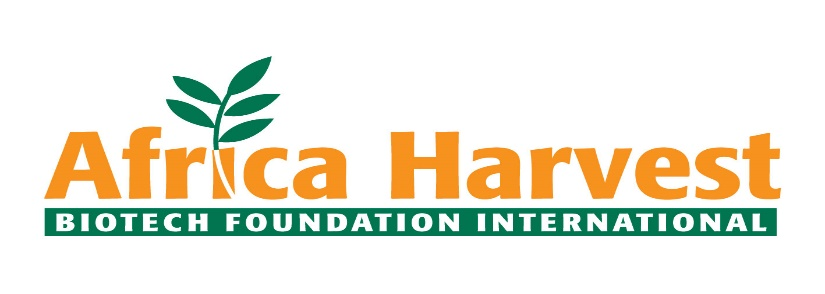 Africa Harvest
BIOTECH FOUNDATION INTERNATIONAL